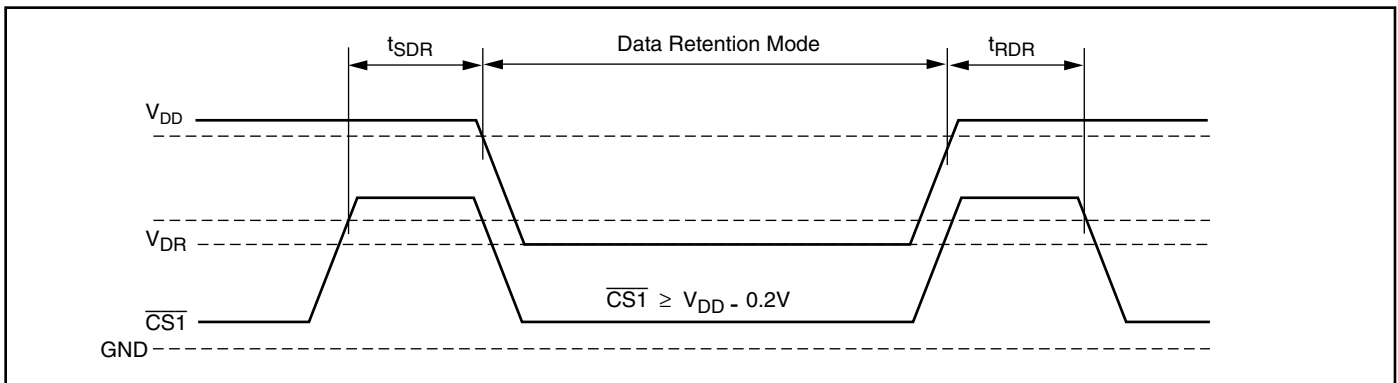 tSDR Data Retention Mode tRDR
VDD
VDR
CS1 ≥ VDD - 0.2V
CS1
GND